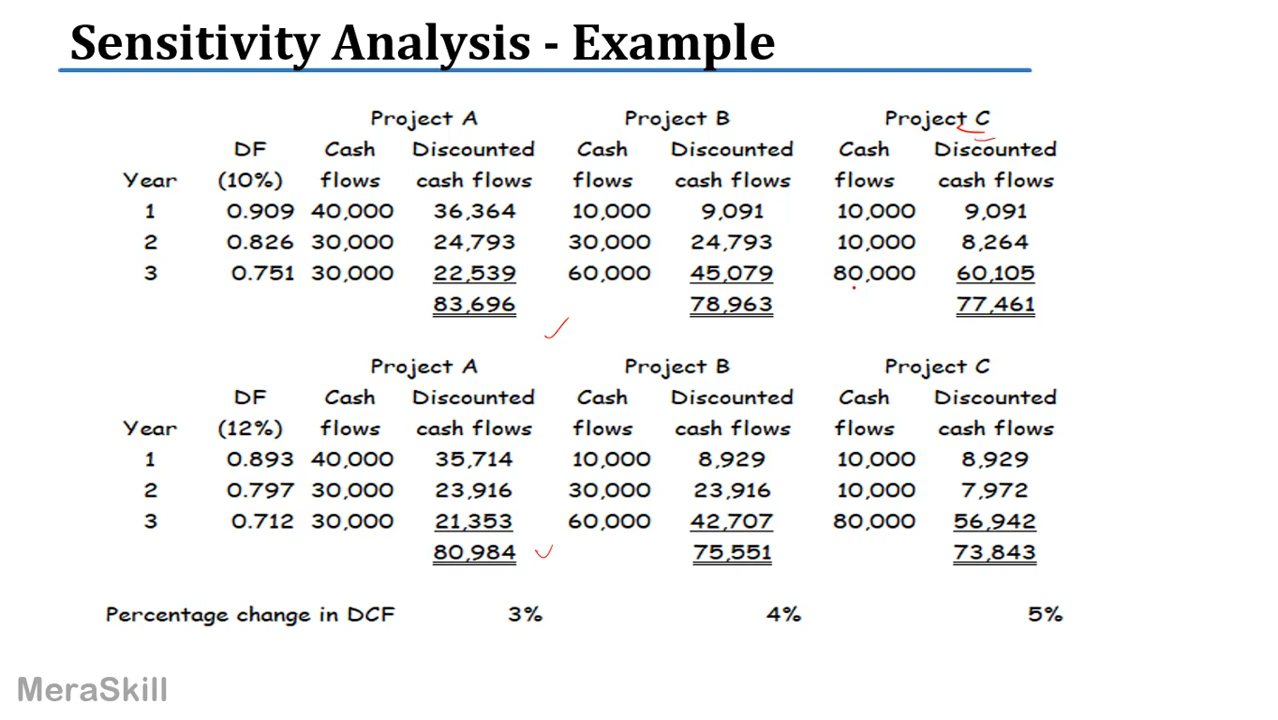 Sensitivity Analysis - Example
Project A Project B Project C
DF Cash Discounted Cash Discounted Cash Discounted
Year (10%) flows cash flows flows cash flows flows cash flows
1 0.909 40,000 36,364 10,000 9,091 10,000 9,091
2 0.826 30,000 24,793 30,000 24,793 10,000 8,264
3 0.751 30,000 22,539 60,000 45,079 80,000 60,105
83,696 78,963 77,461
Project A Project B Project C
DF Cash Discounted Cash Discounted Cash Discounted
Year (12%) flows cash flows flows cash flows flows cash flows
1 0.893 40,000 35,714 10,000 8,929 10,000 8,929
2 0.797 30,000 23,916 30,000 23,916 10,000 7,972
3 0.712 30,000 21,353 60,000 42,707 80,000 56,942
80,984 75,551 73,843
Percentage change in DCF 3% 4% 5%
MeraSkill